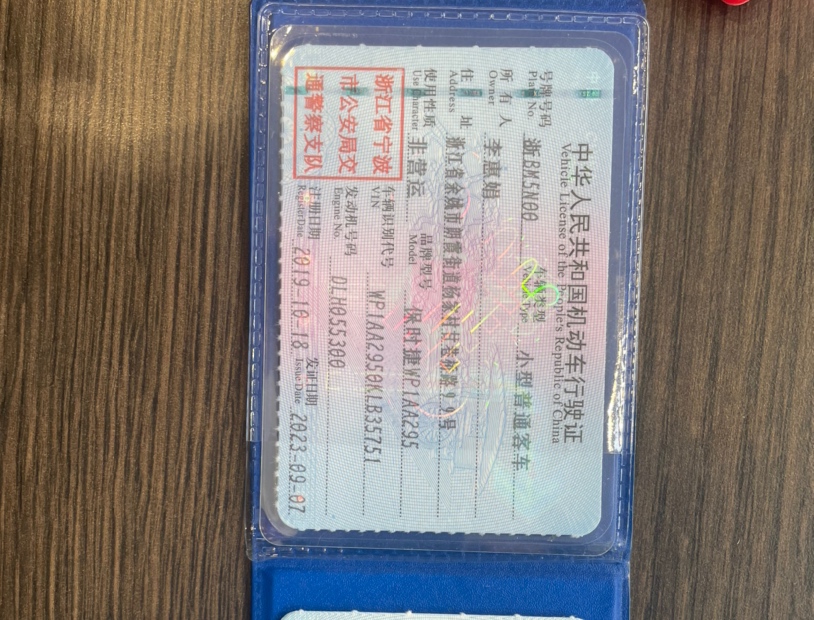 中华人民共和国机动车行驶证
Vehicle License of the People's Republic of China
号牌号码 浙BM5N00 车辆类型 小型普通客车
Plate No. Vehicle Type
所有人 李惠娟
Owner
住 址 浙江省余姚市朗霞街道
Address
使用性质 非营运 品牌型号 保时捷WP1AA295
Use Character Model
浙江省宁波
市公安局交
通警察支队
车辆识别代号 WP1AA2950KLB35751
VIN
发动机号码 DLH055300
Engine No.
注册日期 2019-10-18 发证日期 2023-09-07
Register Date Issue Date